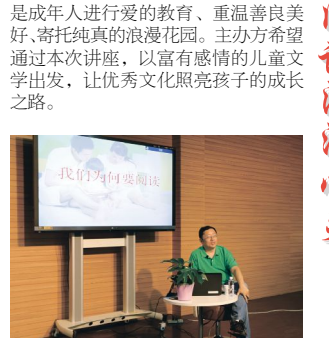 是成年人进行爱的教育、重温善良美
好、寄托纯真的浪漫花园。主办方希望
通过本次讲座，以富有感情的儿童文
学出发，让优秀文化照亮孩子的成长
之路。
我们为何要阅读